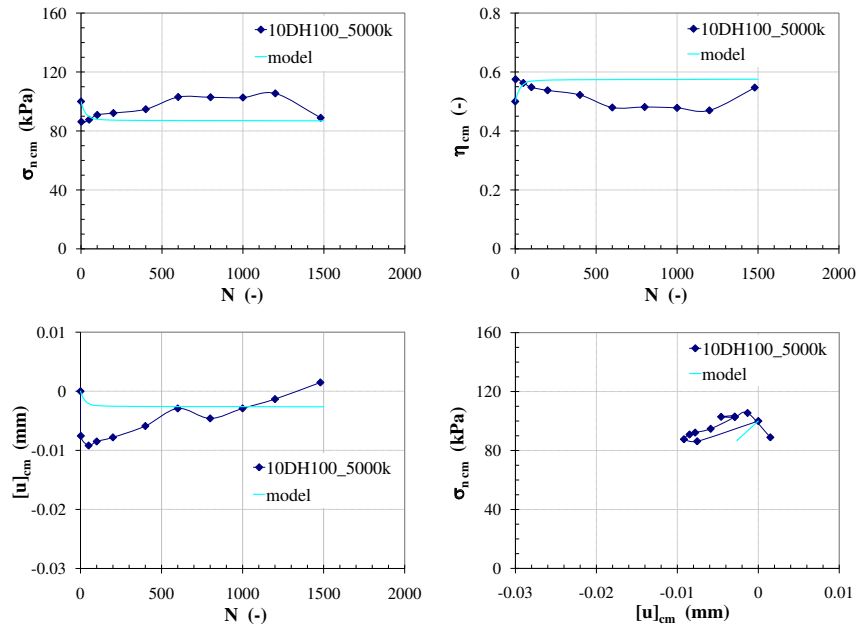 160
120
80
40
0
σn cm (kPa)
0 500 1000 1500 2000
N (-)
10DH100_5000k
model
0.8
0.6
0.4
0.2
0.0
ηcm (-)
0 500 1000 1500 2000
N (-)
10DH100_5000k
model
0.01
0
-0.01
-0.02
-0.03
[u]cm (mm)
0 500 1000 1500 2000
N (-)
10DH100_5000k
model
160
120
80
40
0
σn cm (kPa)
-0.03 -0.02 -0.01 0 0.01
[u]cm (mm)
10DH100_5000k
model